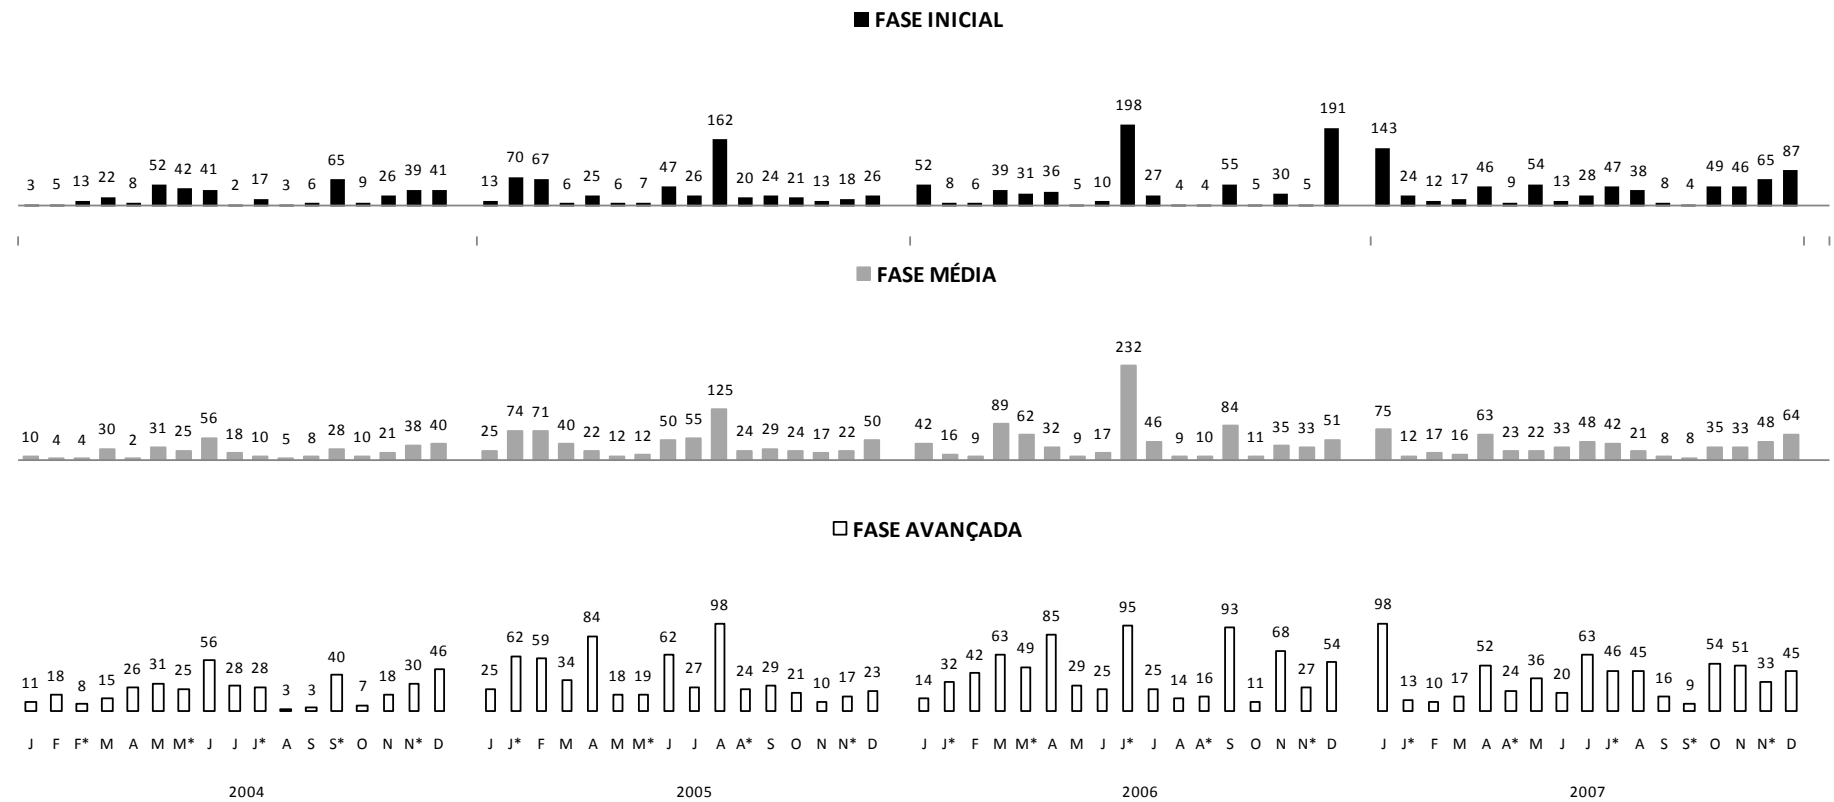 ■ FASE INICIAL
3 5 13 22 8 52 42 41 2 17 3 6 65 9 26 39 41 13 70 67 6 25 6 7 47 26 162 20 24 21 13 18 26 52 8 6 39 31 36 5 10 198 27 4 4 55 5 30 5 191 143 24 12 17 46 9 54 13 28 47 38 8 4 49 46 65 87
■ FASE MÉDIA
10 4 4 30 2 31 25 56 18 10 5 8 28 10 21 38 40 25 74 71 40 22 12 12 50 55 125 24 29 24 17 22 50 42 16 9 89 62 32 9 17 232 46 9 10 84 11 35 33 51 75 12 17 16 63 23 22 33 48 42 21 8 8 35 33 48 64
□ FASE AVANÇADA
11 18 8 15 26 31 25 56 28 28 3 3 40 7 18 30 46 25 62 59 34 84 18 19 62 27 98 24 29 21 10 17 23 14 32 42 63 49 85 29 25 95 25 14 16 93 11 68 27 54 98 13 10 17 52 24 36 20 63 46 45 16 9 54 51 33 45
J F F* M A M M* J J J* A S S* O N N* D J J* F M A M M* J J A A* S O N N* D J J* F M M* A M J J* J A A* S O N N* D J J* F M A A* M J J J* A S S* O N N* D
2004 2005 2006 2007